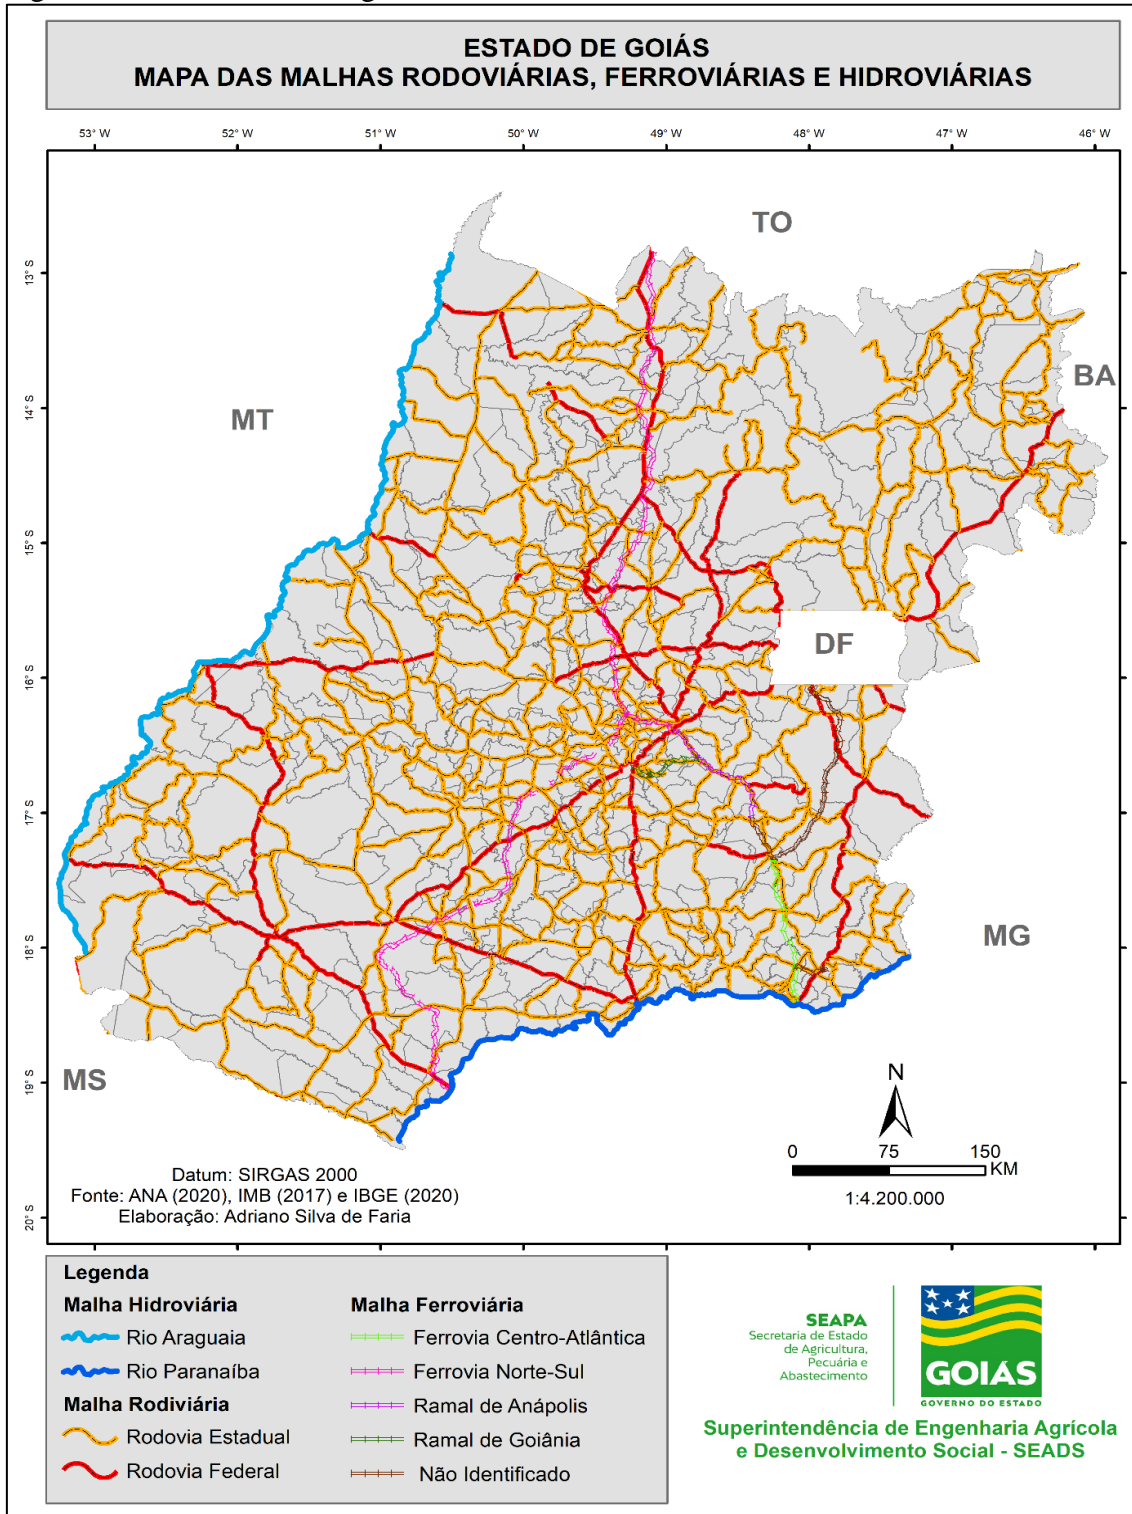 ESTADO DE GOIÁS
MAPA DAS MALHAS RODOVIÁRIAS, FERROVIÁRIAS E HIDROVIÁRIAS
53° W
52° W
51° W
50° W
49° W
48° W
47° W
46° W
TO
13° S
BA
MT
14° S
15° S
DF
16° S
17° S
MG
18° S
MS
19° S
N
0 75 150
KM
1:4.200.000
Datum: SIRGAS 2000
Fonte: ANA (2020), IMB (2017) e IBGE (2020)
Elaboração: Adriano Silva de Faria
20° S
Legenda
Malha Hidroviária
Rio Araguaia
Rio Paranaíba
Malha Rodiviária
Rodovia Estadual
Rodovia Federal
Malha Ferroviária
Ferrovia Centro-Atlântica
Ferrovia Norte-Sul
Ramal de Anápolis
Ramal de Goiânia
Não Identificado
SEAPA
Secretaria de Estado
de Agricultura,
Pecuária e
Abastecimento
GOIÁS
GOVERNO DO ESTADO
Superintendência de Engenharia Agrícola
e Desenvolvimento Social - SEADS